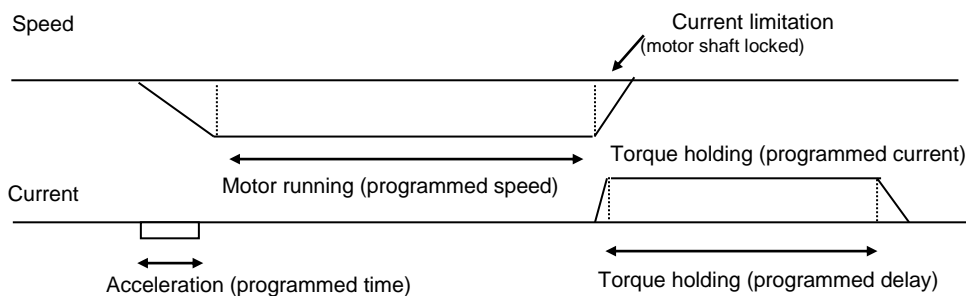 Speed
Current limitation
(motor shaft locked)
Torque holding (programmed current)
Motor running (programmed speed)
Current
Acceleration (programmed time)
Torque holding (programmed delay)